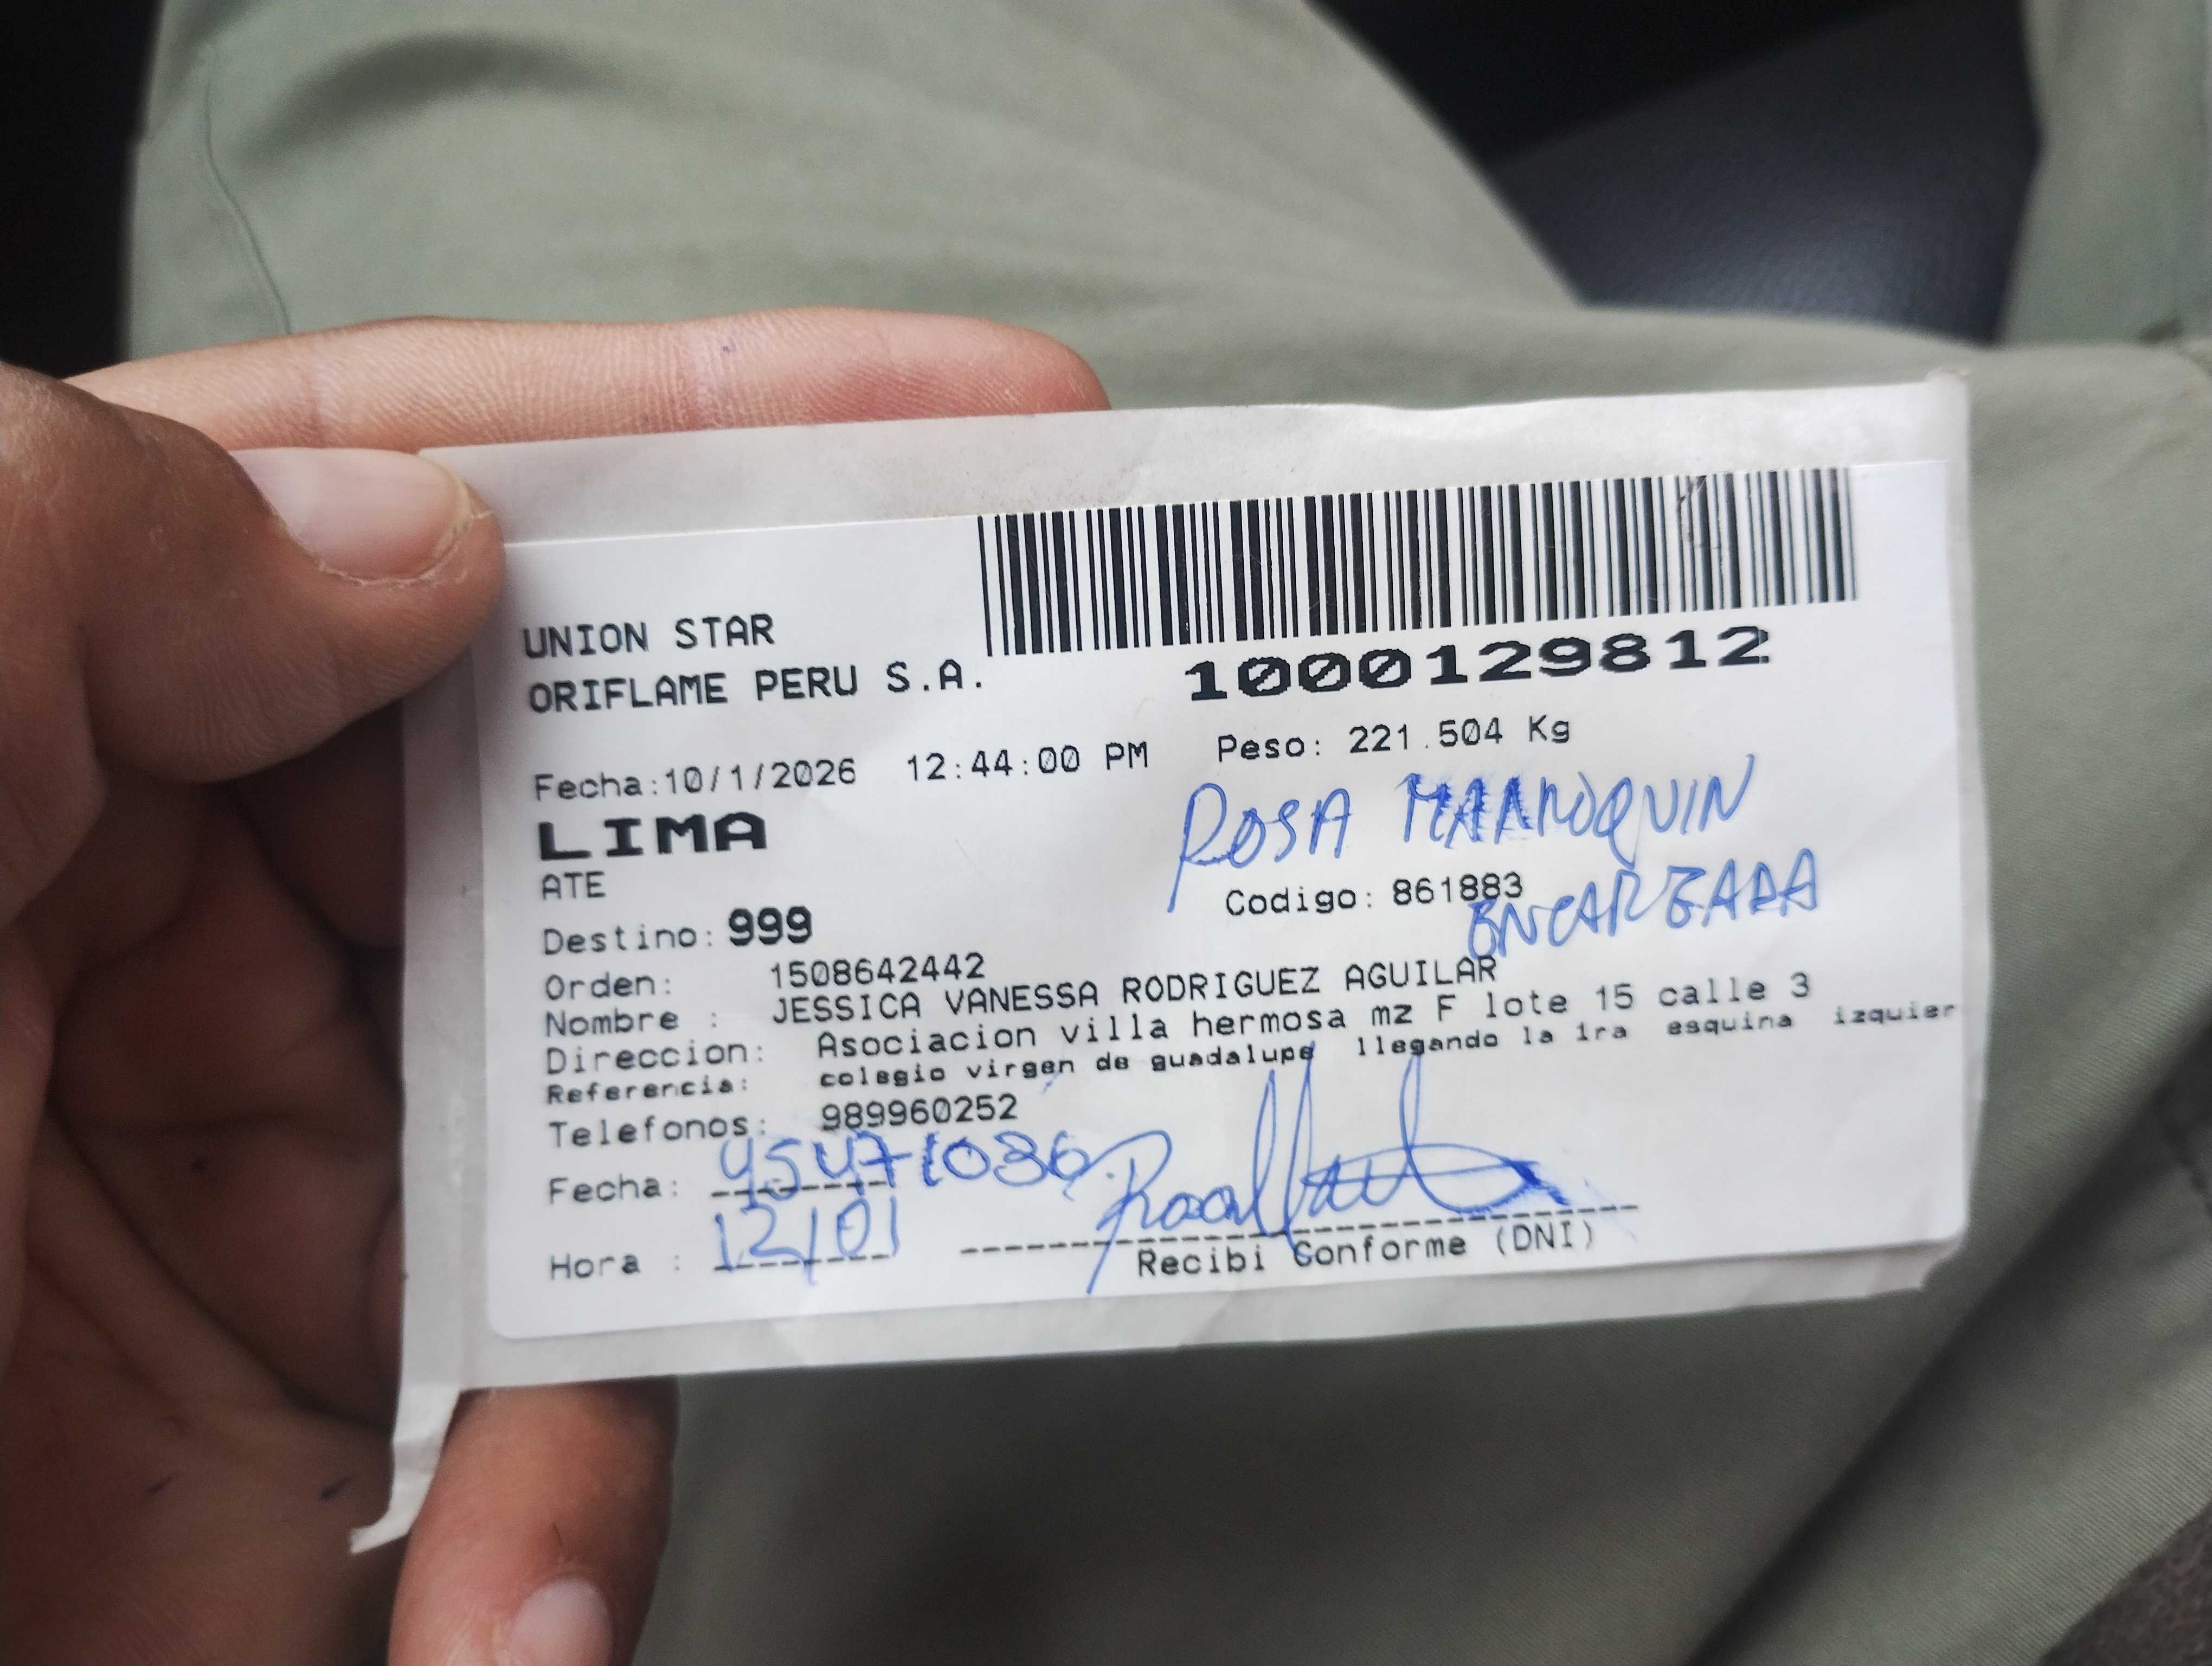 UNION STAR
ORIFLAME PERU S.A.
1000129812
Fecha:10/1/2026 12:44:00 PM Peso: 221.504 Kg
LIMA
ROSA
ATE
Codigo: 861883
ENCARGADA
Destino: 999
Orden: 1508642442
Nombre : JESSICA VANESSA RODRIGUEZ AGUILAR
Direccion: Asociacion villa hermosa mz F lote 15 calle 3
Referencia: colegio virgen de guadalupe llegando la 1ra esquina izquier
Telefonos: 989960252
Fecha: 45471036
Hora : 12/01
Recibi Conforme (DNI)